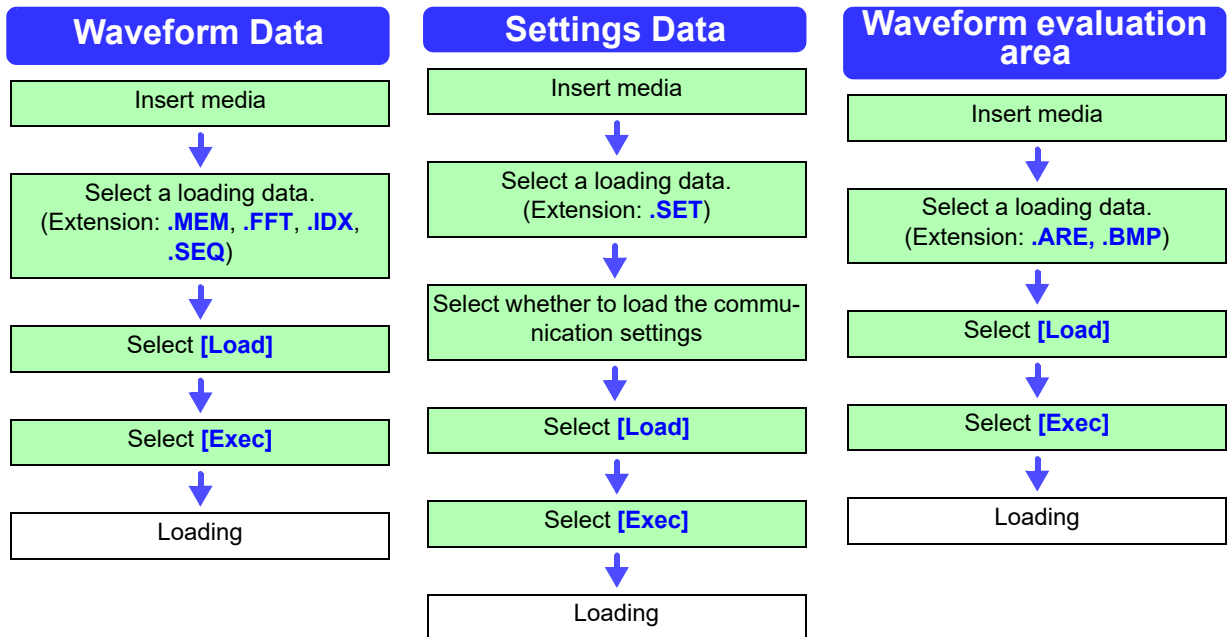 Waveform Data
Insert media
Select a loading data.
(Extension: .MEM, .FFT, .IDX,
.SEQ)
Select [Load]
Select [Exec]
Loading
Settings Data
Insert media
Select a loading data.
(Extension: .SET)
Select whether to load the commu-
nication settings
Select [Load]
Select [Exec]
Loading
Waveform evaluation
area
Insert media
Select a loading data.
(Extension: .ARE, .BMP)
Select [Load]
Select [Exec]
Loading